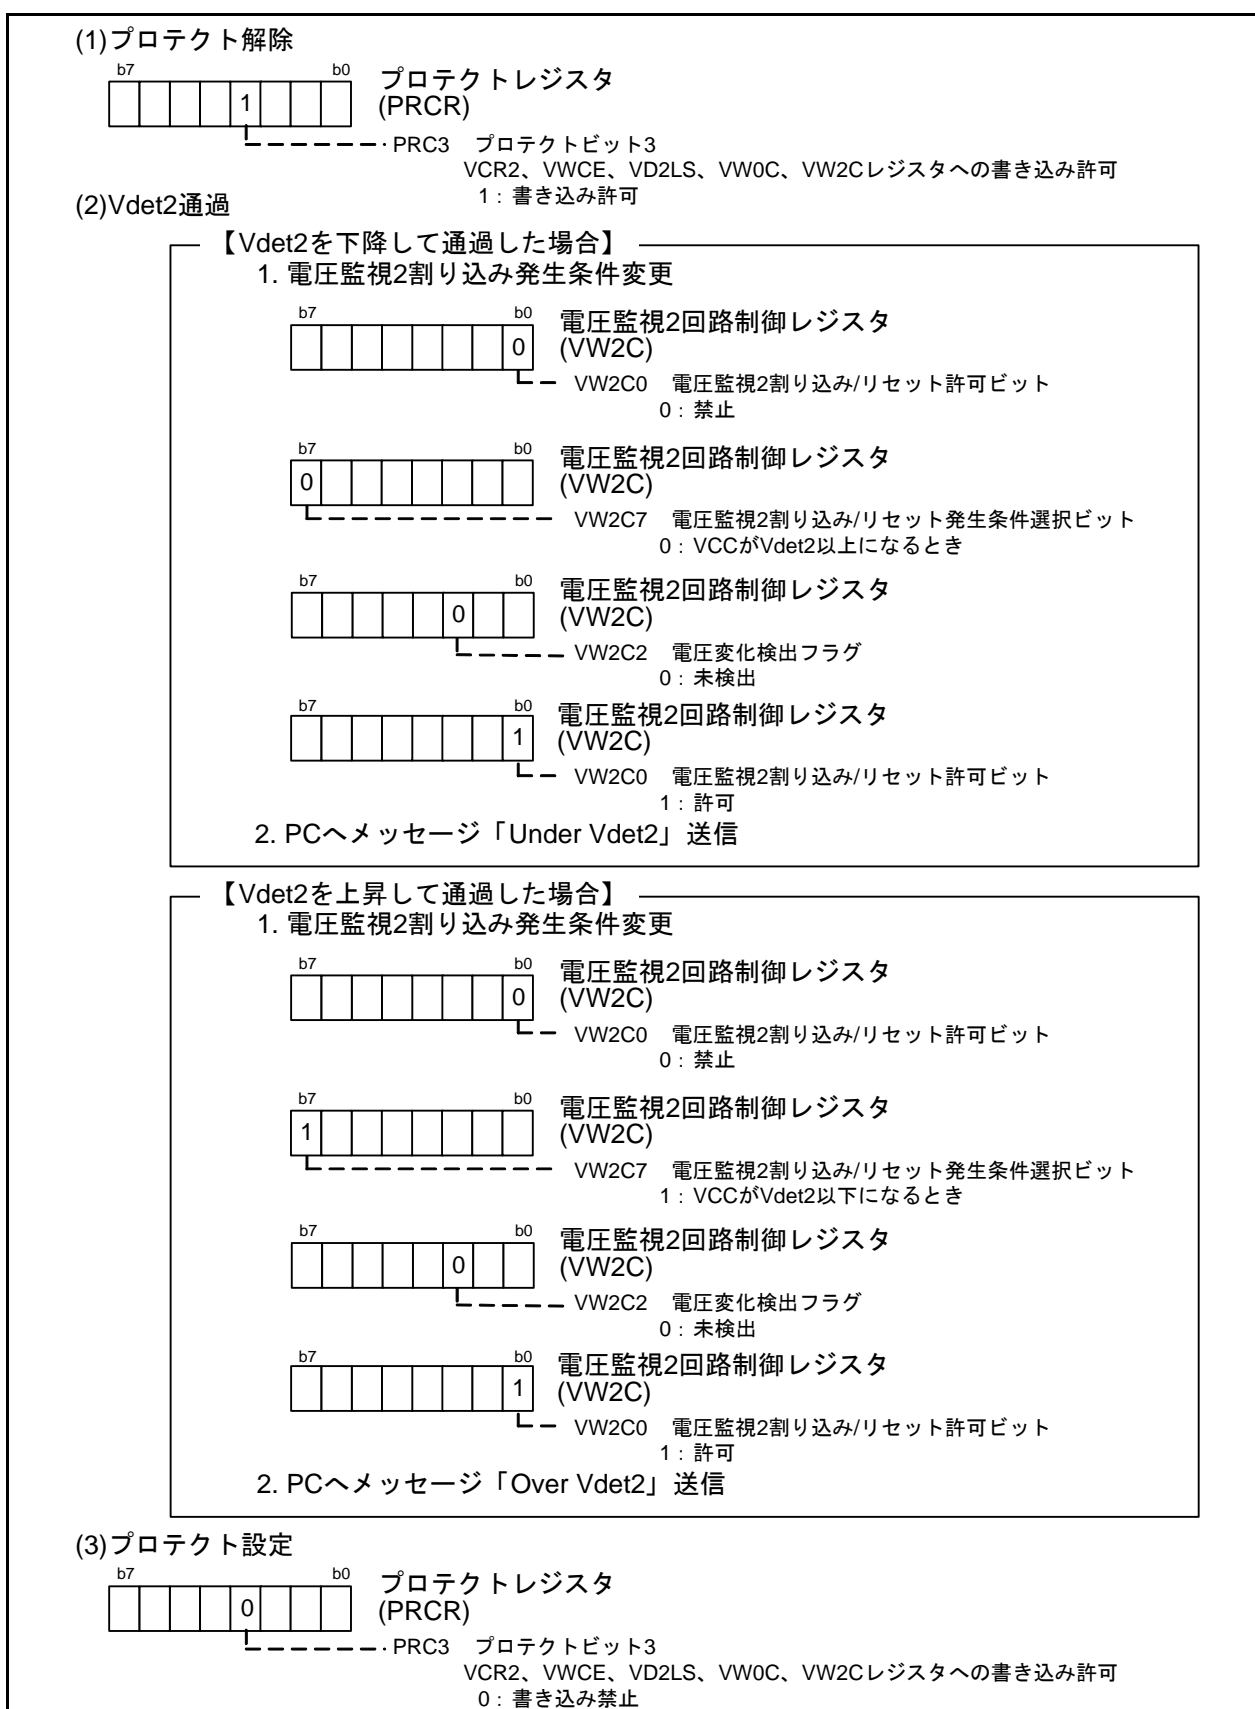 (1)プロテクト解除
b7 b0
プロテクトレジスタ
1
(PRCR)
PRC3 プロテクトビット3
VCR2、VWCE、VD2LS、VW0C、VW2Cレジスタへの書き込み許可
1：書き込み許可
(2)Vdet2通過
【Vdet2を下降して通過した場合】
1. 電圧監視2割り込み発生条件変更
b7 b0
電圧監視2回路制御レジスタ
0
(VW2C)
VW2C0 電圧監視2割り込み/リセット許可ビット
0：禁止
b7 b0
電圧監視2回路制御レジスタ
0
(VW2C)
VW2C7 電圧監視2割り込み/リセット発生条件選択ビット
0：VCCがVdet2以上になるとき
b7 b0
電圧監視2回路制御レジスタ
0
(VW2C)
VW2C2 電圧変化検出フラグ
0：未検出
b7 b0
電圧監視2回路制御レジスタ
1
(VW2C)
VW2C0 電圧監視2割り込み/リセット許可ビット
1：許可
2. PCへメッセージ「Under Vdet2」送信
【Vdet2を上昇して通過した場合】
1. 電圧監視2割り込み発生条件変更
b7 b0
電圧監視2回路制御レジスタ
0
(VW2C)
VW2C0 電圧監視2割り込み/リセット許可ビット
0：禁止
b7 b0
電圧監視2回路制御レジスタ
1
(VW2C)
VW2C7 電圧監視2割り込み/リセット発生条件選択ビット
1：VCCがVdet2以下になるとき
b7 b0
電圧監視2回路制御レジスタ
0
(VW2C)
VW2C2 電圧変化検出フラグ
0：未検出
b7 b0
電圧監視2回路制御レジスタ
1
(VW2C)
VW2C0 電圧監視2割り込み/リセット許可ビット
1：許可
2. PCへメッセージ「Over Vdet2」送信
(3)プロテクト設定
b7 b0
プロテクトレジスタ
0
(PRCR)
PRC3 プロテクトビット3
VCR2、VWCE、VD2LS、VW0C、VW2Cレジスタへの書き込み許可
0：書き込み禁止